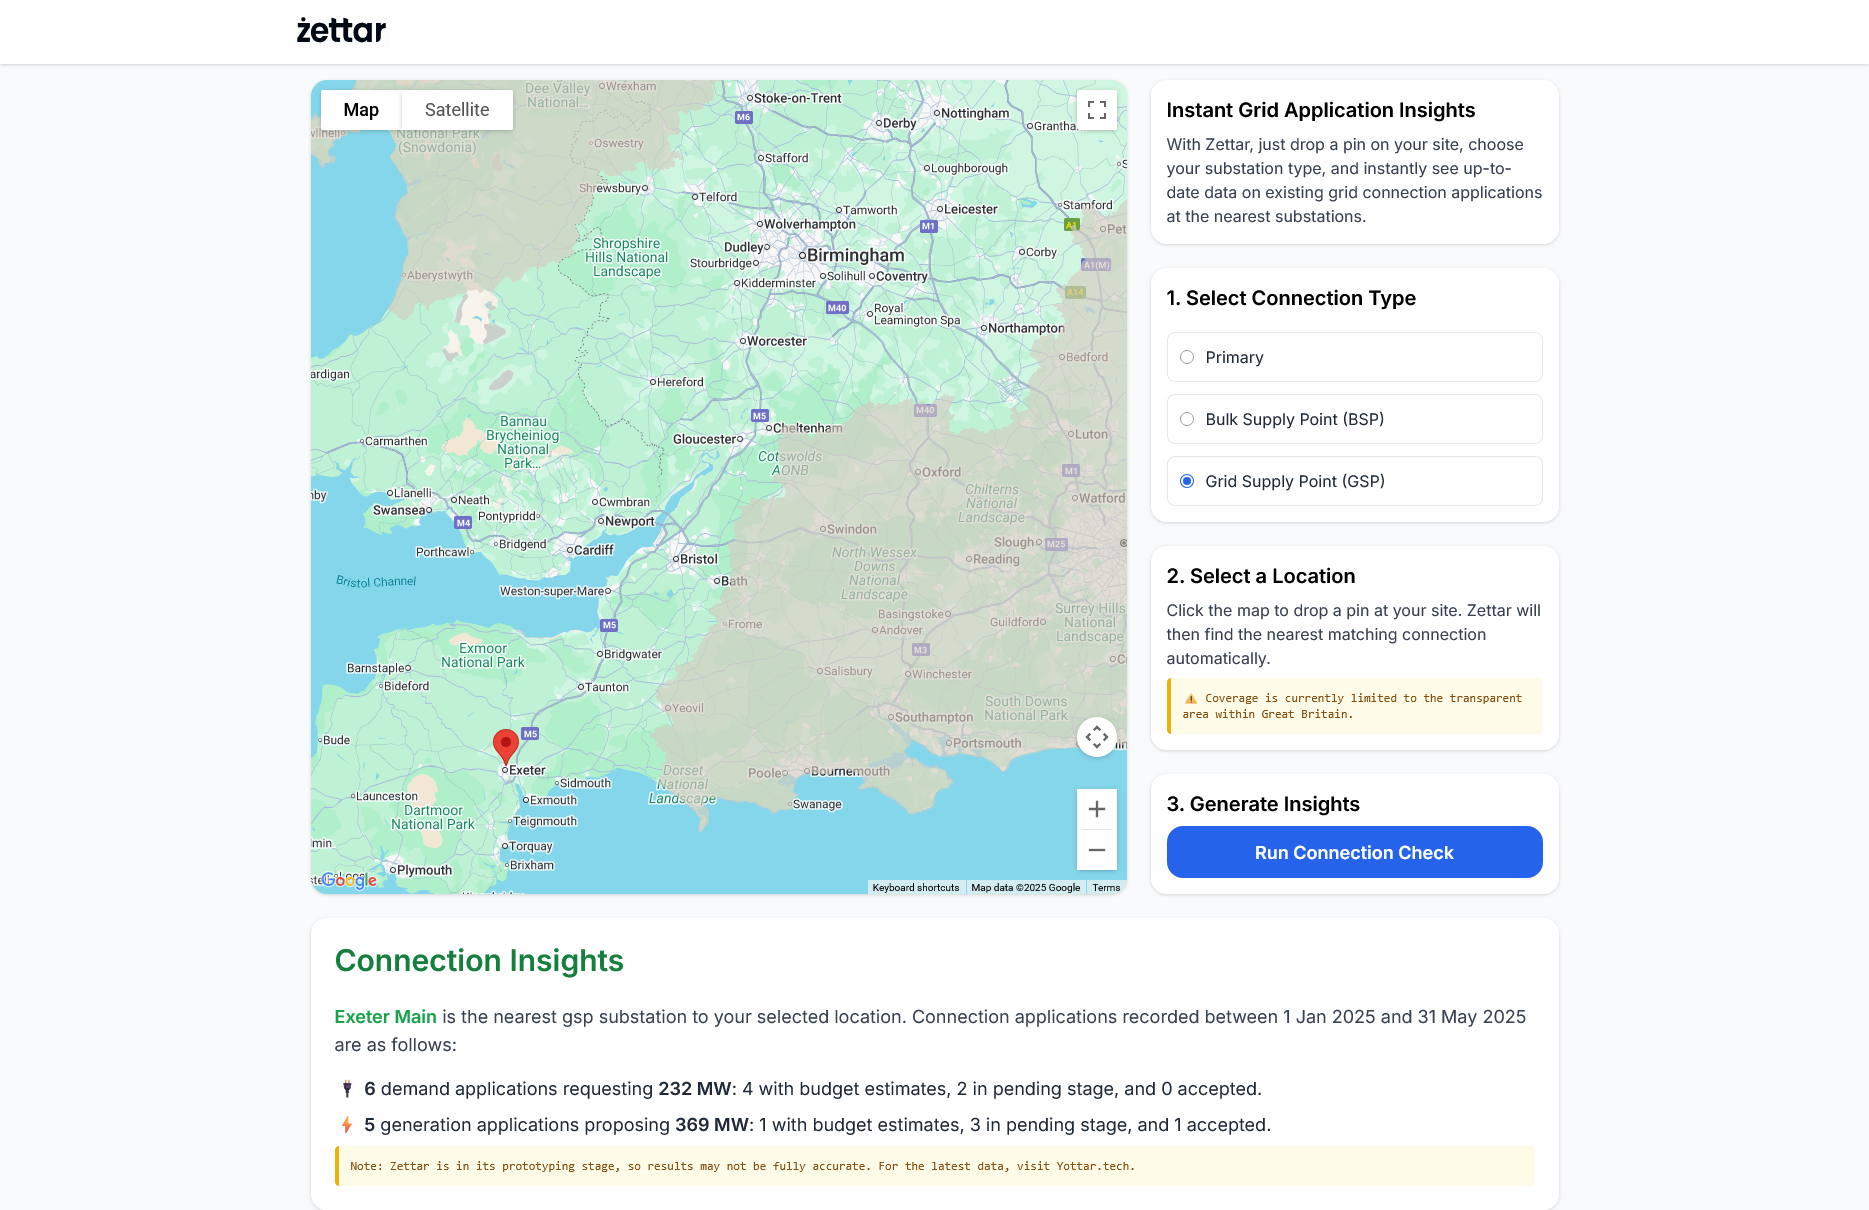 żettar
Map
Satellite
Dee Valley
National...
Wrexham
Stoke-on-Trent
M6
Nottingham
Derby
Grantha
National Park
(Snowdonia)
Oswestry
Stafford
Loughborough
Shrewsbury
Telford
Tamworth
Leicester
Stamford
Wolverhampton
M1
A1
Pet
Shropshire
Hills National
Landscape
Dudley
Birmingham
Corby
Stourbridge
Solihull
Coventry
A1(M)
Aberystwyth
Kidderminster
A14
M40
Royal
Leamington Spa
Northampton
Worcester
Bedford
ardigan
Hereford
M5
M40
Bannau
Brycheiniog
National
Park...
Cheltenham
Luton
Carmarthen
Gloucester
Cotswolds
AONB
Oxford
M1
Llanelli
Neath
Cwmbran
Chilterns
National
Landscape
Watford
Swansea
M4
Pontypridd
Newport
Swindon
Bridgend
Cardiff
Slough
M25
Porthcawl
Bristol
North Wessex
Downs
National
Landscape
Reading
Bristol Channel
Bath
Weston-super-Mare
Basingstoke
Surrey Hills
National
Landscape
M5
Frome
Andover
Guildford
Exmoor
National Park
Bridgwater
M3
Barnstaple
Salisbury
Winchester
Bideford
Taunton
Yeovil
South Downs
National Park
Southampton
Bude
M5
Portsmouth
Exeter
Dorset
National
Landscape
Poole
Bournemouth
Sidmouth
Launceston
Exmouth
Swanage
Dartmoor
National Park
Teignmouth
Torquay
Brixham
Plymouth
Google
Keyboard shortcuts
Map data ©2025 Google
Terms
Instant Grid Application Insights
With Zettar, just drop a pin on your site, choose
your substation type, and instantly see up-to-
date data on existing grid connection applications
at the nearest substations.
1. Select Connection Type
Primary
Bulk Supply Point (BSP)
Grid Supply Point (GSP)
2. Select a Location
Click the map to drop a pin at your site. Zettar will
then find the nearest matching connection
automatically.
Coverage is currently limited to the transparent
area within Great Britain.
3. Generate Insights
Run Connection Check
Connection Insights
Exeter Main is the nearest gsp substation to your selected location. Connection applications recorded between 1 Jan 2025 and 31 May 2025
are as follows:
6 demand applications requesting 232 MW: 4 with budget estimates, 2 in pending stage, and 0 accepted.
5 generation applications proposing 369 MW: 1 with budget estimates, 3 in pending stage, and 1 accepted.
Note: Zettar is in its prototyping stage, so results may not be fully accurate. For the latest data, visit Yottar.tech.